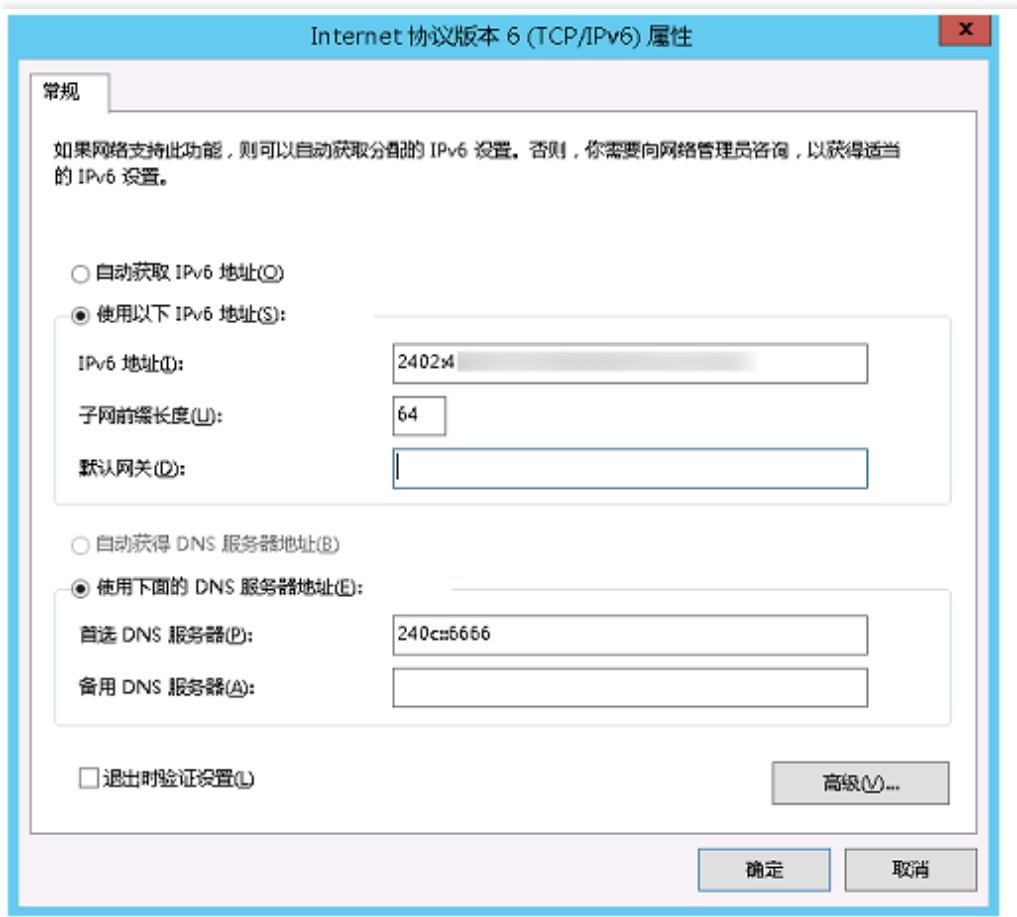 Internet 协议版本 6 (TCP/IPv6) 属性
x
常规
如果网络支持此功能，则可以自动获取分配的 IPv6 设置。否则，你需要向网络管理员咨询，以获得适当
的 IPv6 设置。
自动获取 IPv6 地址(O)
使用以下 IPv6 地址(S):
IPv6 地址(I):
2402:4
子网前缀长度(U):
64
默认网关(D):
自动获得 DNS 服务器地址(B)
使用下面的 DNS 服务器地址(E):
首选 DNS 服务器(P):
240c::6666
备用 DNS 服务器(A):
退出时验证设置(L)
高级(V)...
确定
取消